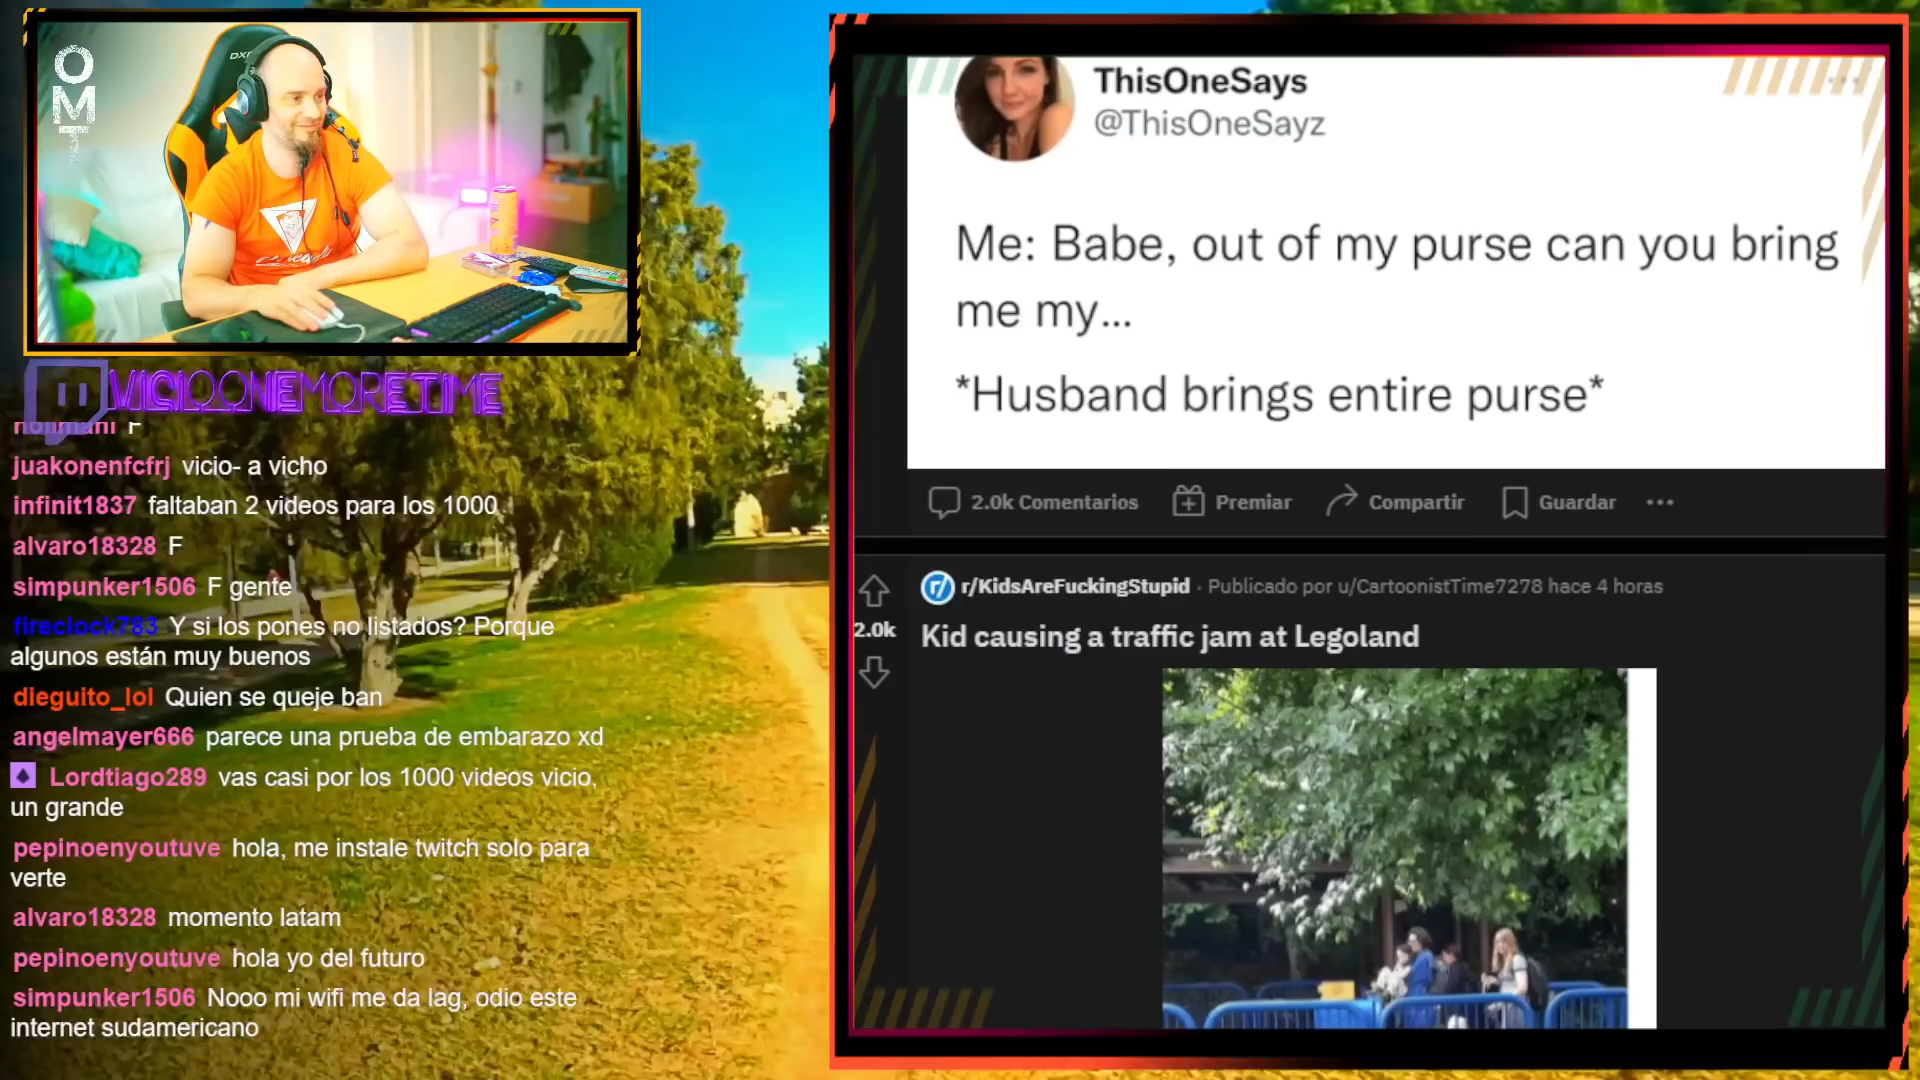 OMT
DXR
VICIOONEMORETIME
F
juakonenfcfrj vicio- a vicho
infinit1837 faltaban 2 videos para los 1000
alvaro18328 F
simpunker1506 F gente
fireclock783 Y si los pones no listados? Porque
algunos están muy buenos
dieguito_lol Quien se queje ban
angelmayer666 parece una prueba de embarazo xd
Lordtiago289 vas casi por los 1000 videos vicio,
un grande
pepinoenyoutuve hola, me instale twitch solo para
verte
alvaro18328 momento latam
pepinoenyoutuve hola yo del futuro
simpunker1506 Nooo mi wifi me da lag, odio este
internet sudamericano
ThisOneSays
@ThisOneSayz
Me: Babe, out of my purse can you bring
me my...
*Husband brings entire purse*
2.0k Comentarios Premiar Compartir Guardar
r/KidsAreFuckingStupid · Publicado por u/CartoonistTime7278 hace 4 horas
2.0k
Kid causing a traffic jam at Legoland